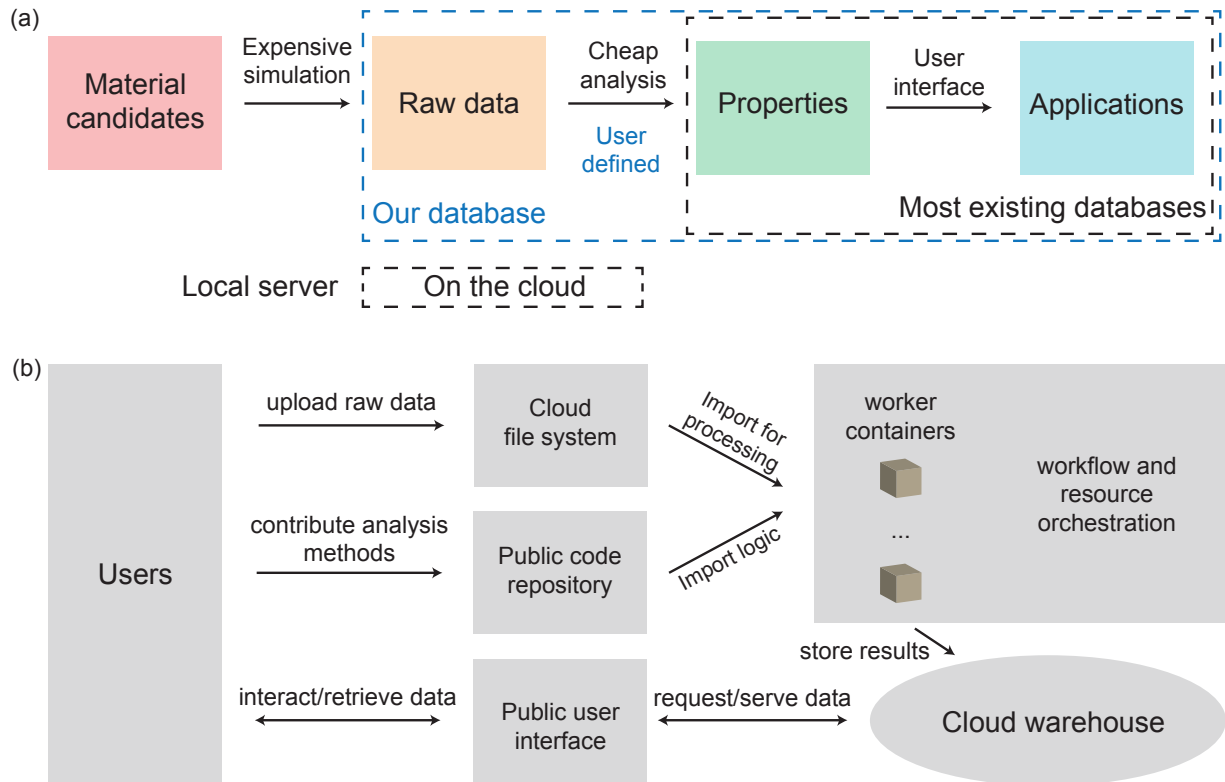 (a)
Expensive
simulation
Material
candidates
Raw data
Cheap
analysis
User
defined
Properties
User
interface
Applications
Our database
Most existing databases
Local server
On the cloud
(b)
Users
upload raw data
Cloud
file system
Import for
processing
contribute analysis
methods
Public code
repository
Import logic
worker
containers
...
workflow and
resource
orchestration
store results
interact/retrieve data
Public user
interface
request/serve data
Cloud warehouse